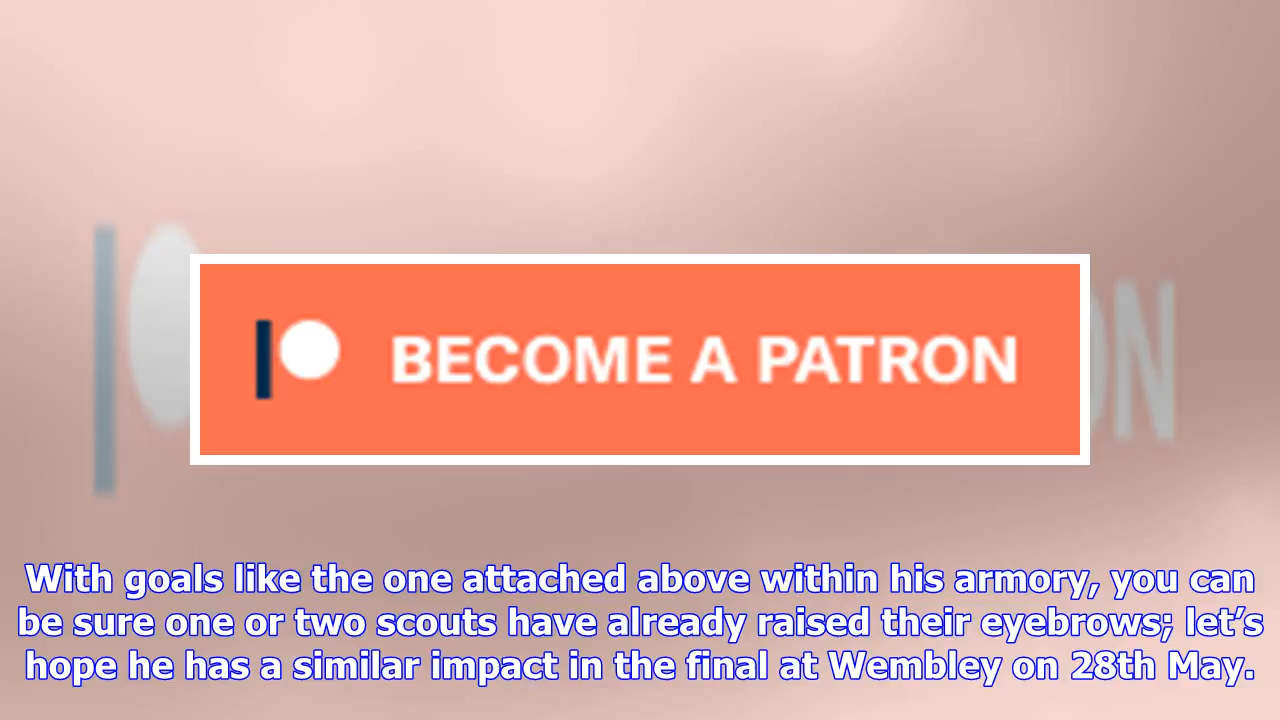 BECOME A PATRON
ON
With goals like the one attached above within his armory, you can
be sure one or two scouts have already raised their eyebrows; let’s
hope he has a similar impact in the final at Wembley on 28th May.